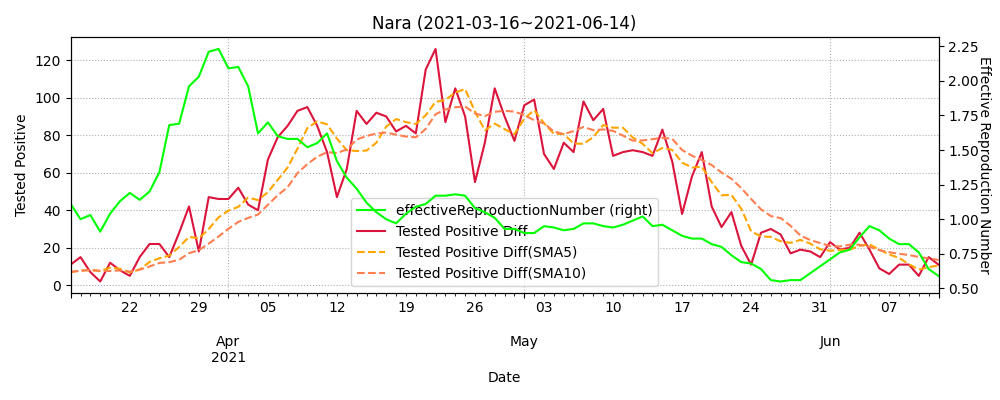 Nara (2021-03-16~2021-06-14)
Tested Positive
0
20
40
60
80
100
120
0.50
0.75
1.00
1.25
1.50
1.75
2.00
2.25
Effective Reproduction Number
effectiveReproductionNumber (right)
Tested Positive Diff
Tested Positive Diff(SMA5)
Tested Positive Diff(SMA10)
22 29 05 12 19 26 03 10 17 24 31 07
Apr May Jun
2021
Date